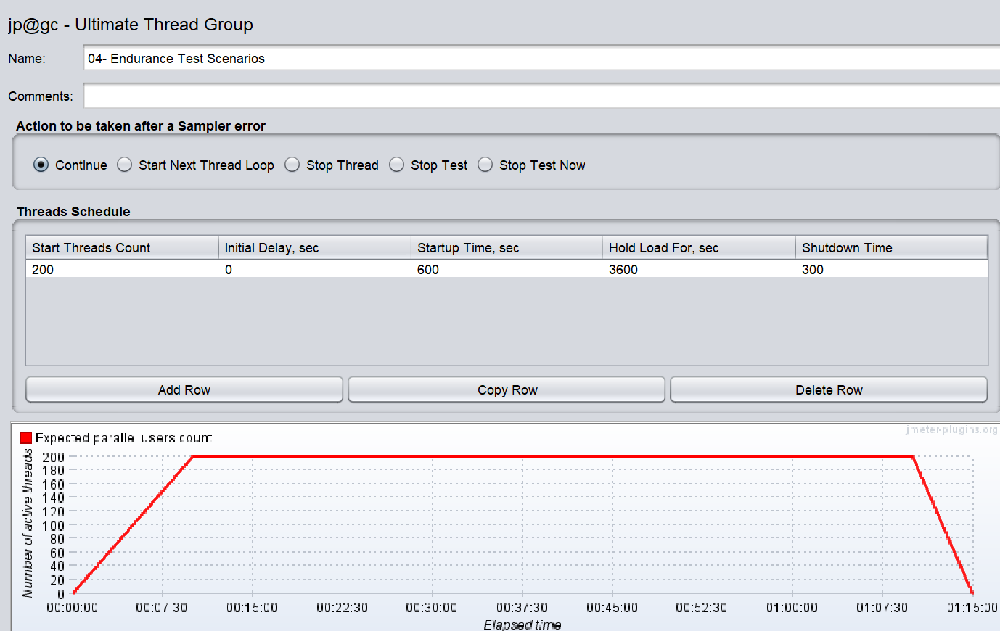 jp@gc - Ultimate Thread Group
Name: 04- Endurance Test Scenarios
Comments:
Action to be taken after a Sampler error
Continue Start Next Thread Loop Stop Thread Stop Test Stop Test Now
Threads Schedule
Start Threads Count Initial Delay, sec Startup Time, sec Hold Load For, sec Shutdown Time
200 0 600 3600 300
Add Row Copy Row Delete Row
jmeter-plugins.org
Expected parallel users count
Number of active threads
200
180
160
140
120
100
80
60
40
20
0
00:00:00 00:07:30 00:15:00 00:22:30 00:30:00 00:37:30 00:45:00 00:52:30 01:00:00 01:07:30 01:15:00
Elapsed time